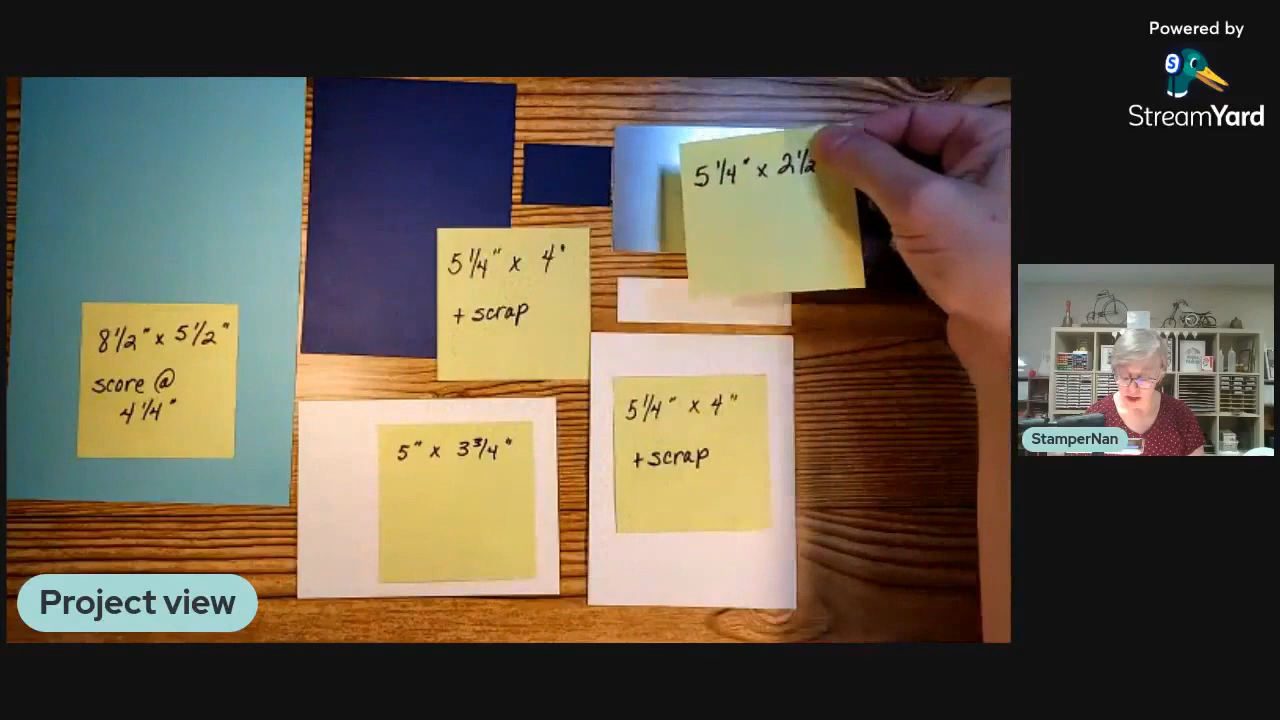 Powered by
StreamYard
5 1/4" x 2 1/2
5 1/4" x 4"
+ scrap
8 1/2" x 5 1/2"
score @
4 1/4"
5" x 3 3/4"
5 1/4" x 4"
+ scrap
StamperNan
Project view